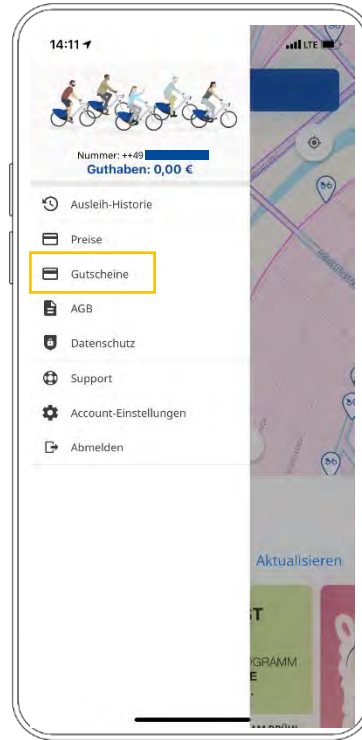 14:11
LTE
Nummer: ++49
Guthaben: 0,00 €
Ausleih-Historie
Preise
Gutscheine
AGB
Datenschutz
Support
Account-Einstellungen
Abmelden
Aktualisieren
ST
OGRAMM
E